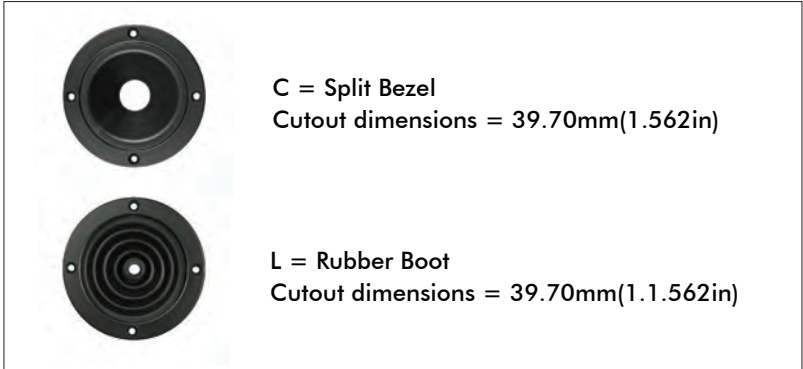 C = Split Bezel
Cutout dimensions = 39.70mm(1.562in)
L = Rubber Boot
Cutout dimensions = 39.70mm(1.1.562in)